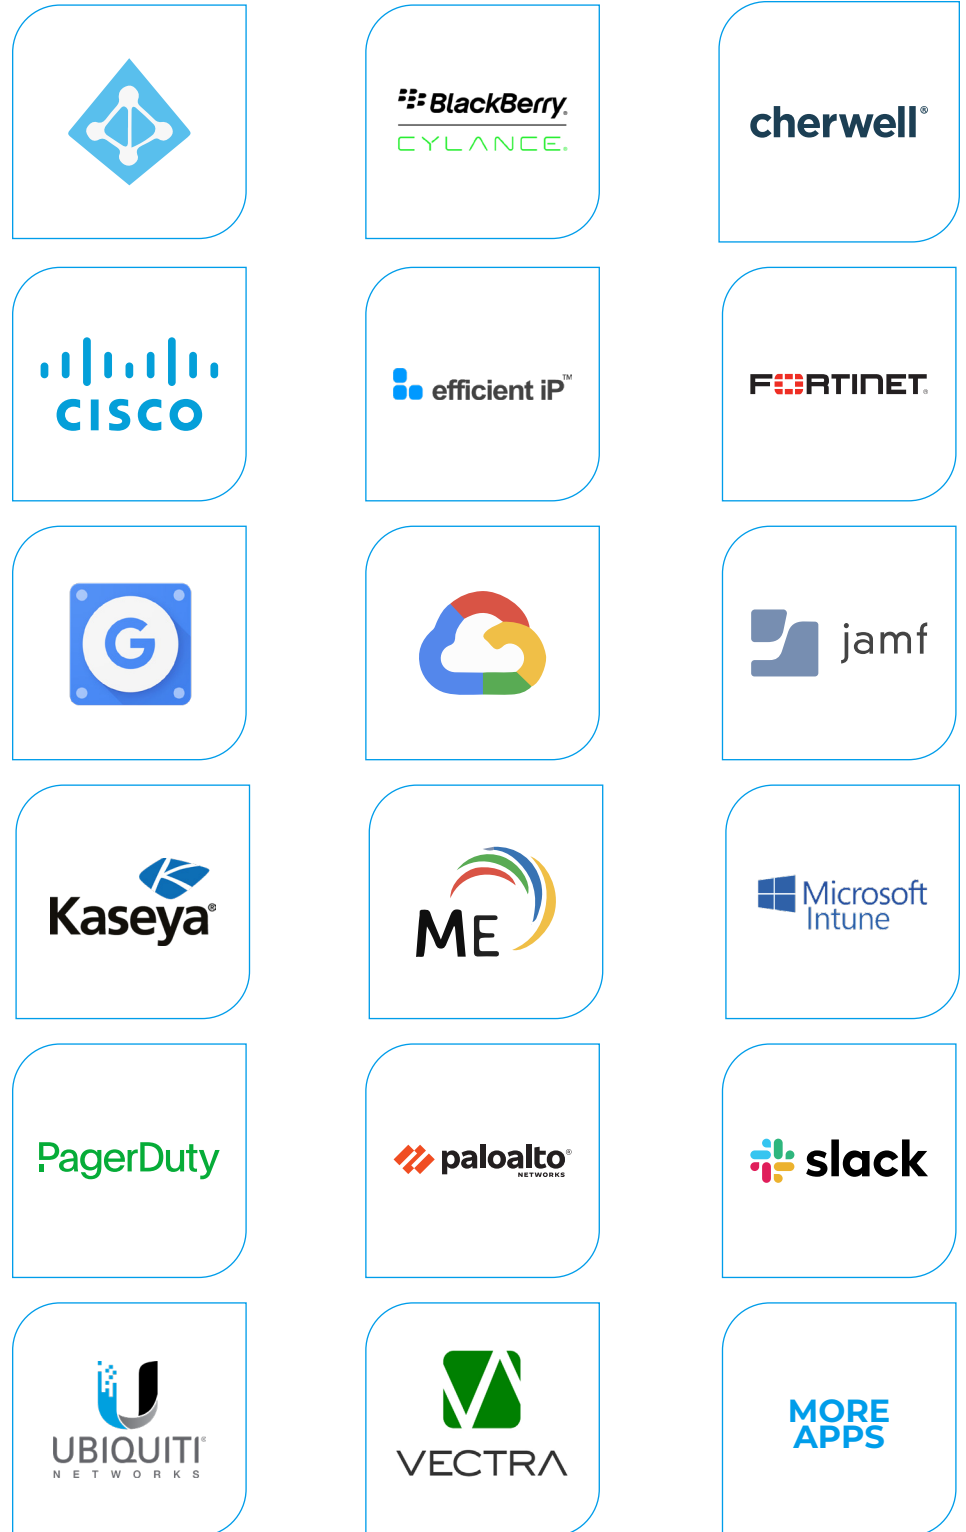 BlackBerry®
CYLANCE®
cherwell®
CISCO
efficient iP™
FORTINET®
G
jamf
Kaseya®
ME
Microsoft
Intune
PagerDuty
paloalto®
NETWORKS
slack
UBIQUITI®
NETWORKS
VECTRA
MORE
APPS